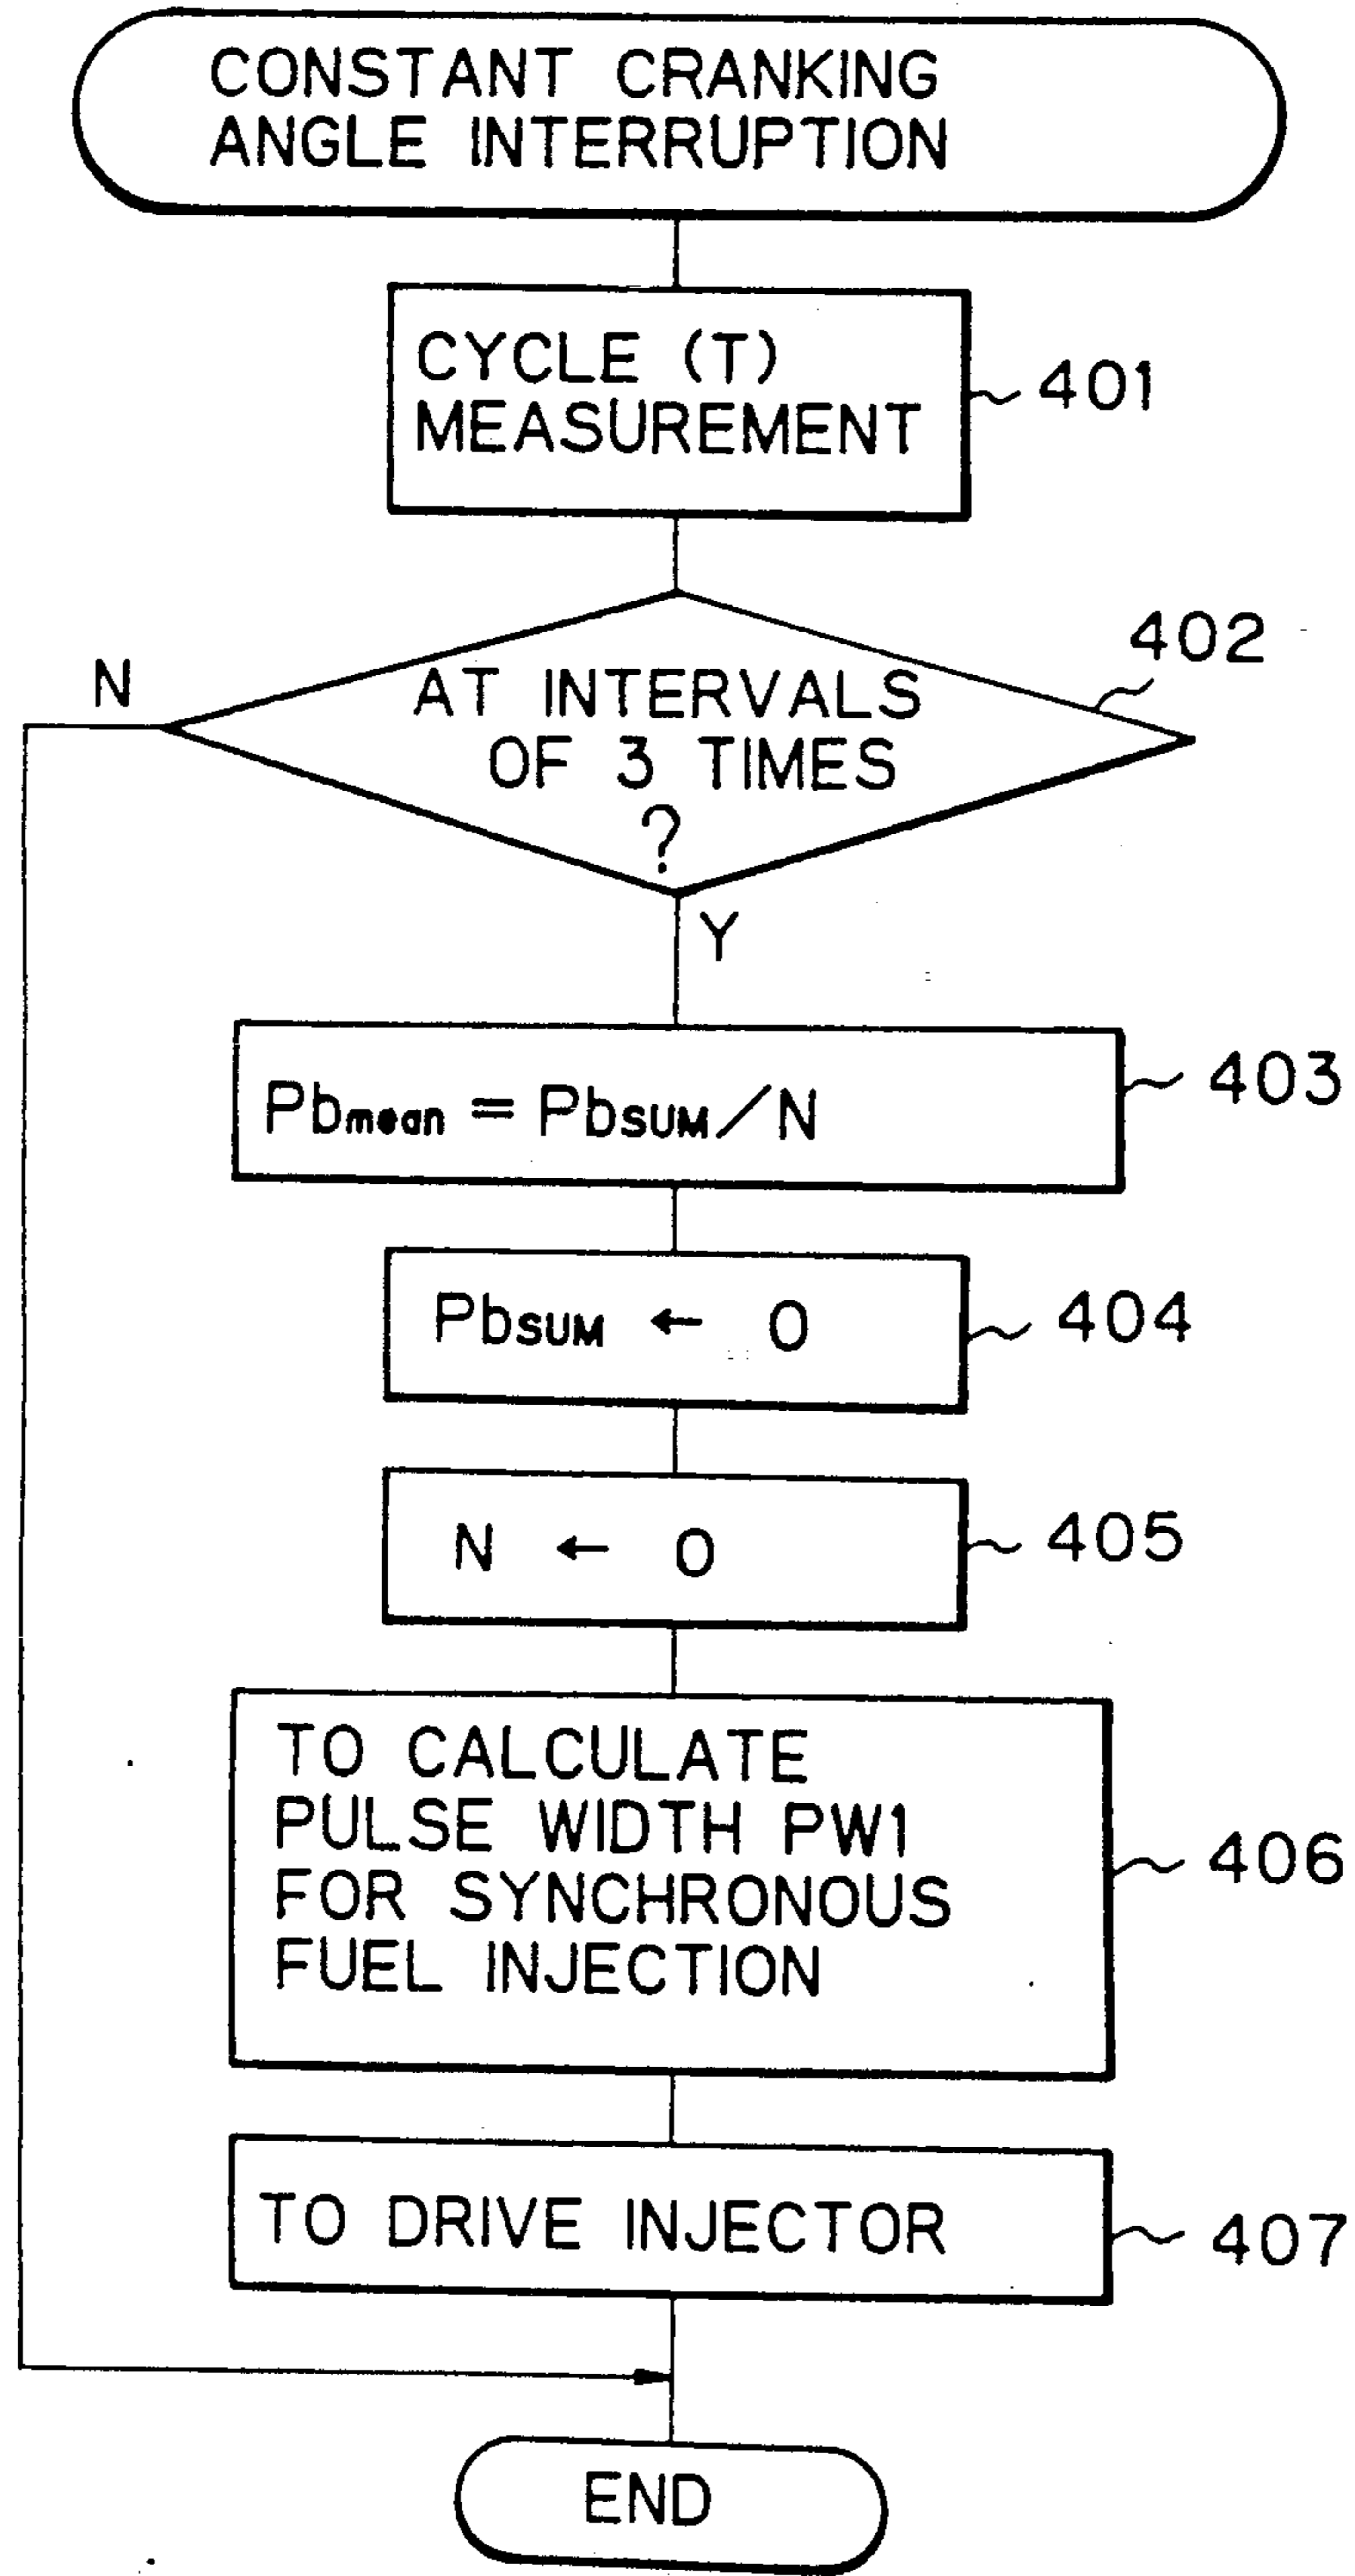 CONSTANT CRANKING
ANGLE INTERRUPTION
CYCLE (T)
MEASUREMENT
401
N
402
AT INTERVALS
OF 3 TIMES
?
Y
Pbmean = PbSUM/N
403
PbSUM ← 0
404
N ← 0
405
TO CALCULATE
PULSE WIDTH PW1
FOR SYNCHRONOUS
FUEL INJECTION
406
TO DRIVE INJECTOR
407
END